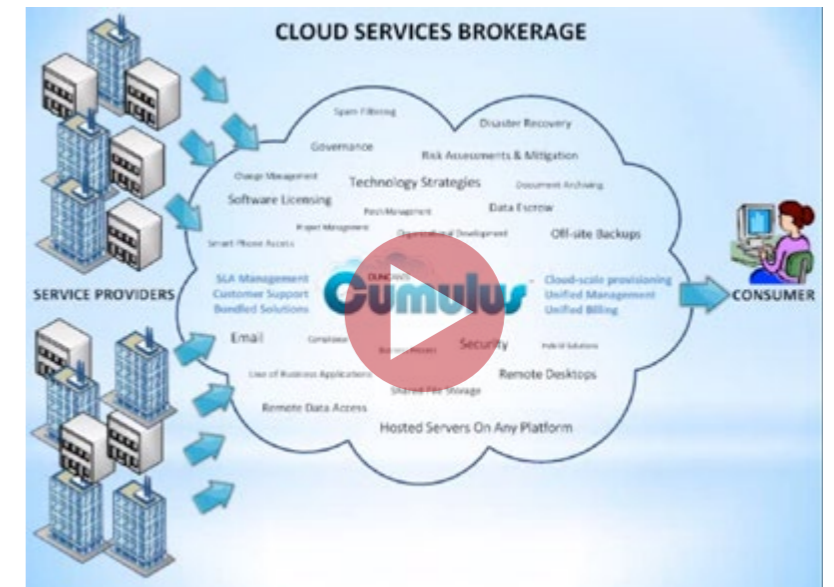 CLOUD SERVICES BROKERAGE
Spam Filtering
Disaster Recovery
Governance
Risk Assessments & Mitigation
Change Management
Technology Strategies
Document Archiving
Software Licensing
Patch Management
Data Escrow
Project Management
Organizational Development
Off-site Backups
Smart Phone Access
SERVICE PROVIDERS
SLA Management
Customer Support
Bundled Solutions
Cumulus
Cloud-scale provisioning
Unified Management
Unified Billing
CONSUMER
Email
Compliance
Security
Hybrid Solutions
Line of Business Applications
Remote Desktops
Shared File Storage
Remote Data Access
Hosted Servers On Any Platform